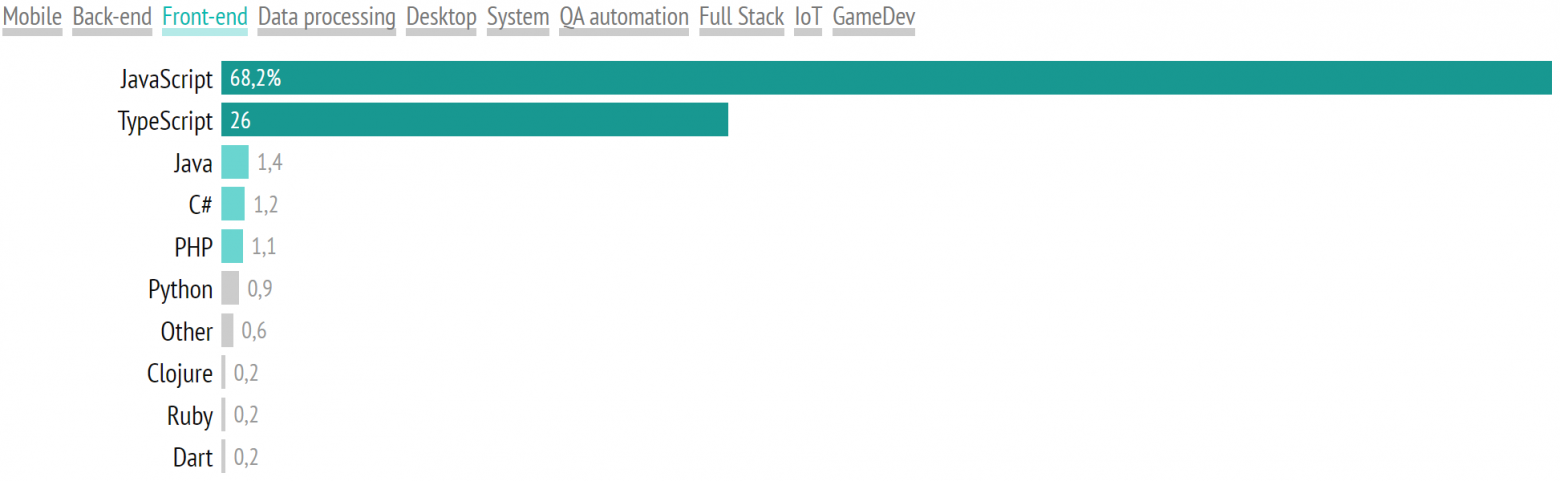 Mobile Back-end Front-end Data processing Desktop System QA automation Full Stack IoT GameDev
JavaScript 68,2%
TypeScript 26
Java 1,4
C# 1,2
PHP 1,1
Python 0,9
Other 0,6
Clojure 0,2
Ruby 0,2
Dart 0,2